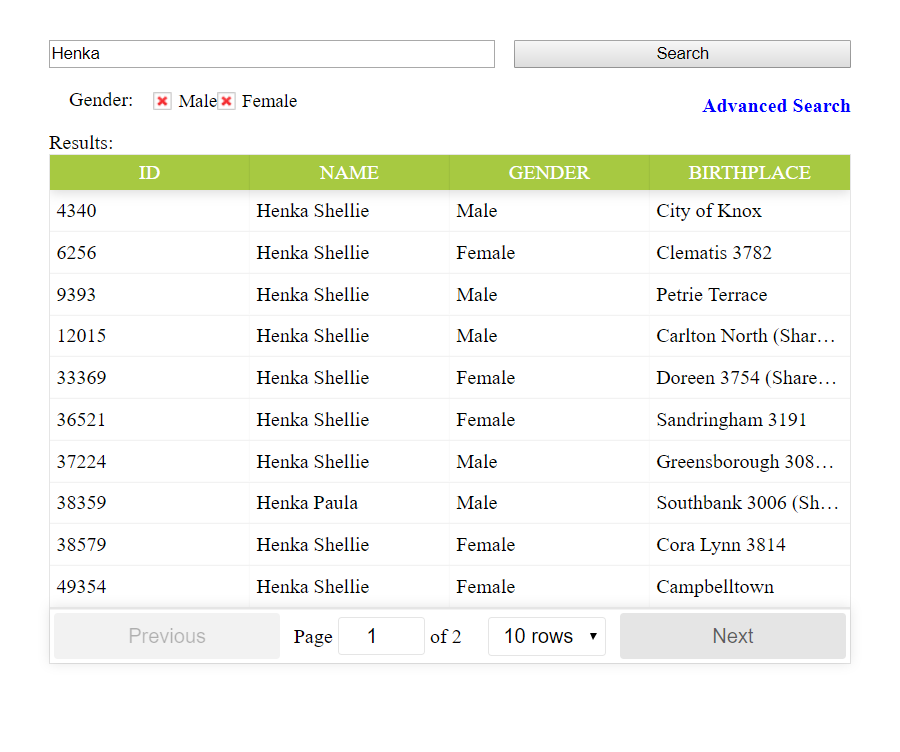 Henka Search
Gender: Male Female
Advanced Search
Results:
ID NAME GENDER BIRTHPLACE
4340 Henka Shellie Male City of Knox
6256 Henka Shellie Female Clematis 3782
9393 Henka Shellie Male Petrie Terrace
12015 Henka Shellie Male Carlton North (Shar…
33369 Henka Shellie Female Doreen 3754 (Share…
36521 Henka Shellie Female Sandringham 3191
37224 Henka Shellie Male Greensborough 308…
38359 Henka Paula Male Southbank 3006 (Sh…
38579 Henka Shellie Female Cora Lynn 3814
49354 Henka Shellie Female Campbelltown
Previous Page 1 of 2 10 rows Next